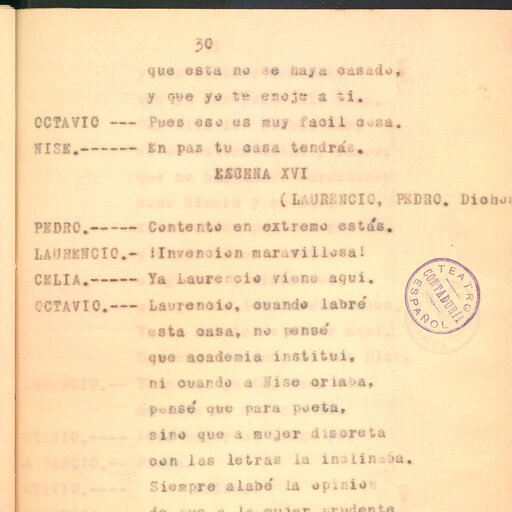 30
que esta no se haya casado,
y que yo te enoje a ti.
OCTAVIO --- Pues eso es muy facil cosa.
NISE.------ En paz tu casa tendrás.
ESCENA XVI
(LAURENCIO, PEDRO. Dichos
PEDRO.----- Contento en extremo estás.
LAURENCIO.- !Invencion maravillosa!
CELIA.----- Ya Laurencio viene aqui.
OCTAVIO.--- Laurencio, cuando labré
esta casa, no pensé
que academia institui,
ni cuando a Nise criaba,
pensé que para poeta,
sino que a mujer discreta
con las letras la inclinaba.
Siempre alabé la opinion
de que a la mujer prudente
TEATRO ESPAÑOL
CONTADURIA